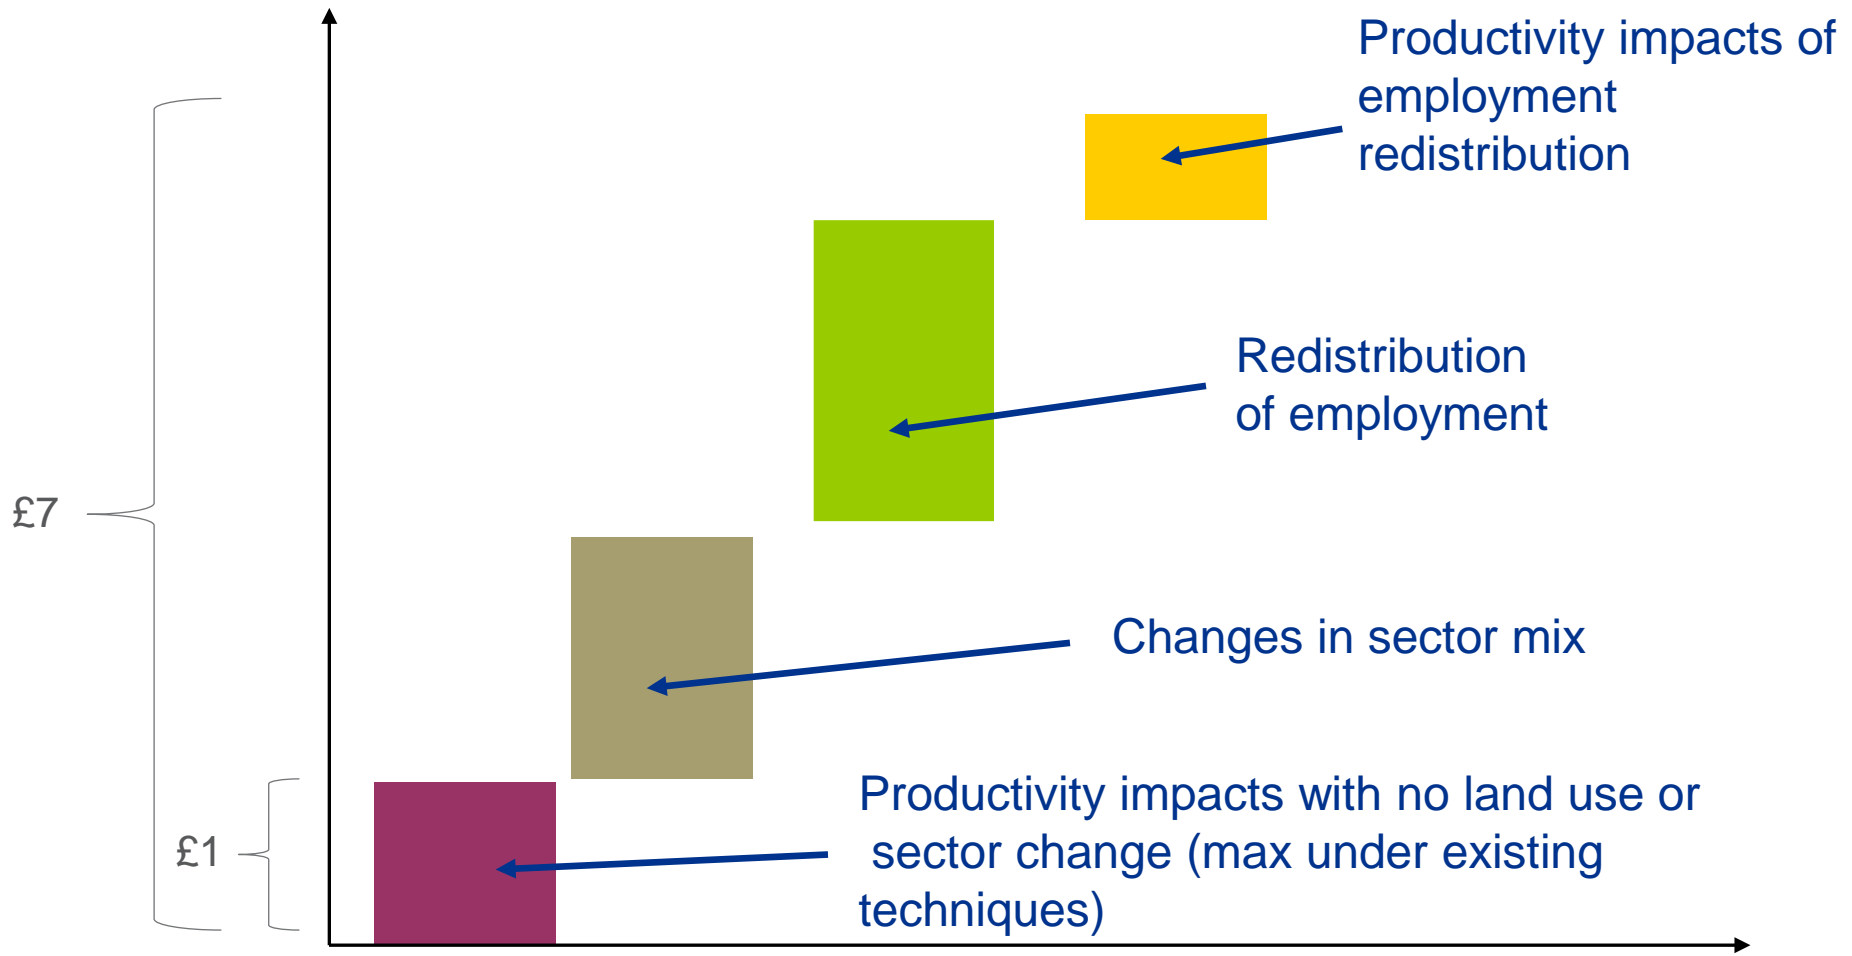 Productivity impacts of
employment
redistribution
Redistribution
of employment
£7
Changes in sector mix
Productivity impacts with no land use or
sector change (max under existing
techniques)
£1